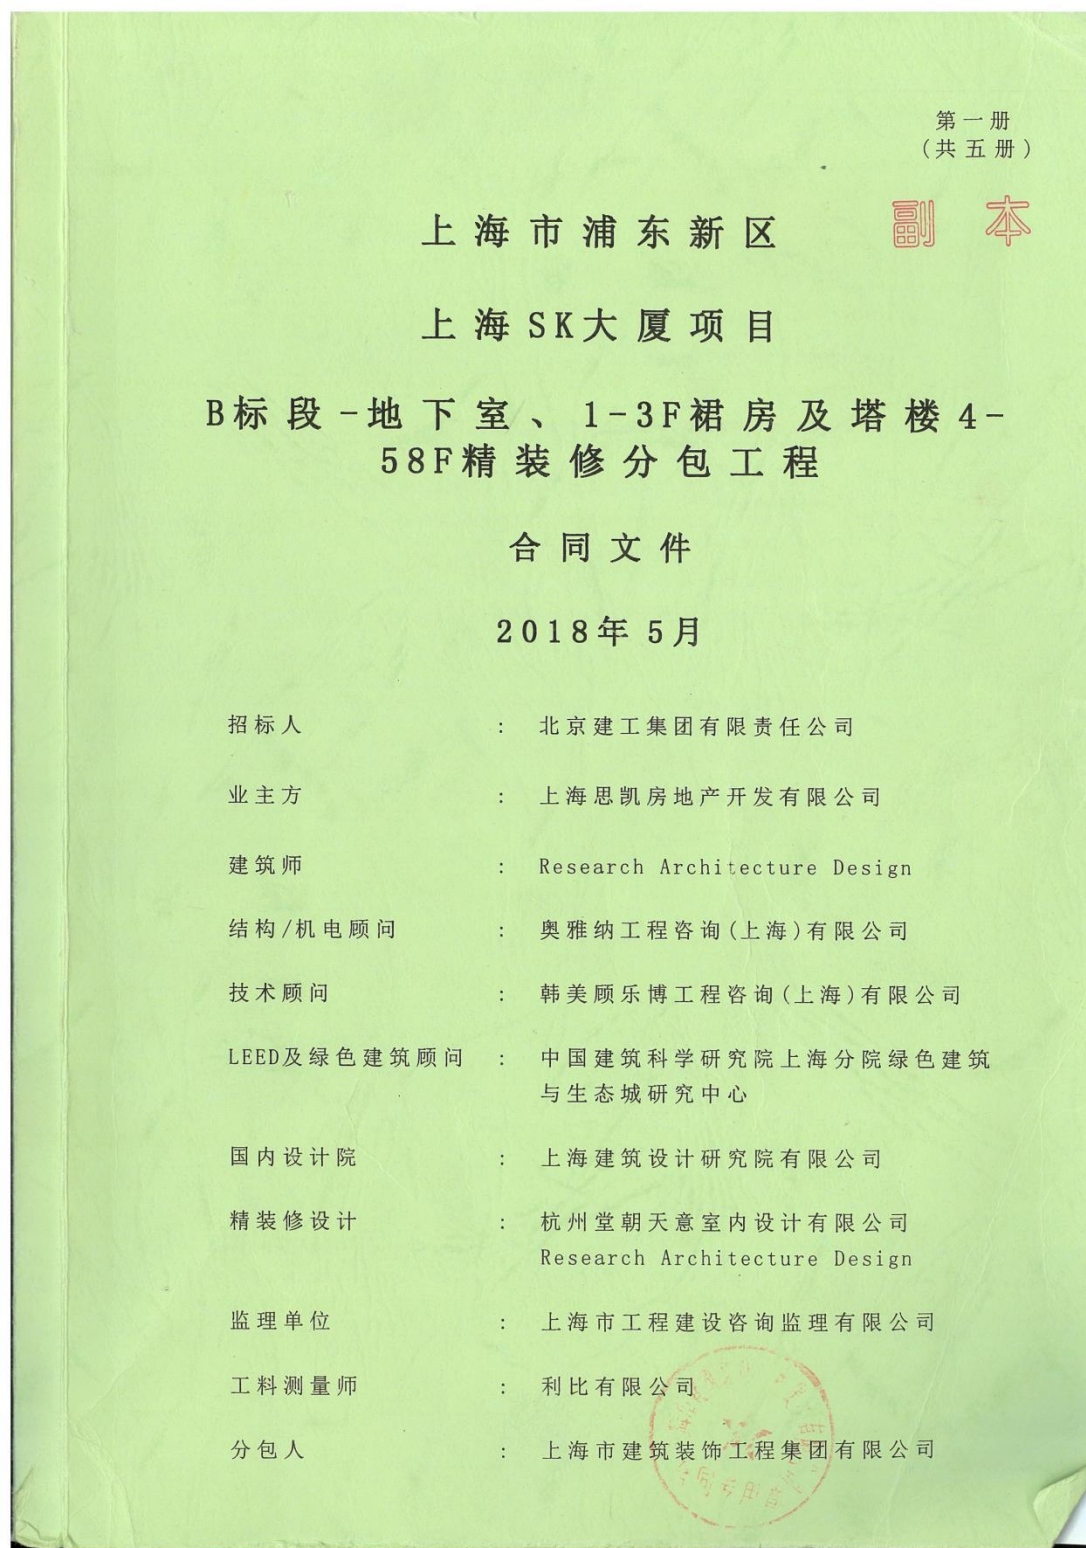 第一册
(共五册)
副本
上海市浦东新区
上海SK大厦项目
B标段-地下室、1-3F裙房及塔楼4-
58F精装修分包工程
合同文件
2018年5月
招标人 : 北京建工集团有限责任公司
业主方 : 上海思凯房地产开发有限公司
建筑师 : Research Architecture Design
结构/机电顾问 : 奥雅纳工程咨询(上海)有限公司
技术顾问 : 韩美顾乐博工程咨询(上海)有限公司
LEED及绿色建筑顾问 : 中国建筑科学研究院上海分院绿色建筑
与生态城研究中心
国内设计院 : 上海建筑设计研究院有限公司
精装修设计 : 杭州堂朝天意室内设计有限公司
Research Architecture Design
监理单位 : 上海市工程建设咨询监理有限公司
工料测量师 : 利比有限公司
分包人 : 上海市建筑装饰工程集团有限公司
合同专用章